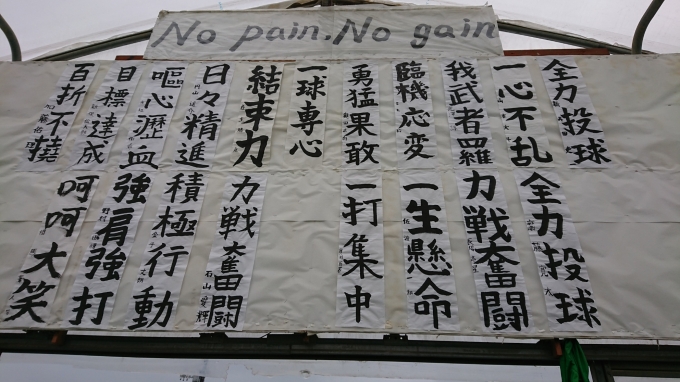 No pain. No gain
全力投球
一心不乱
我武者羅
臨機応変
勇猛果敢
一球専心
結束力
日々精進
嘔心瀝血
目標達成
百折不撓
全力投球
力戦奮闘
一生懸命
一打集中
力戦奮闘
石山愛輝
積極行動
強肩強打
呵呵大笑